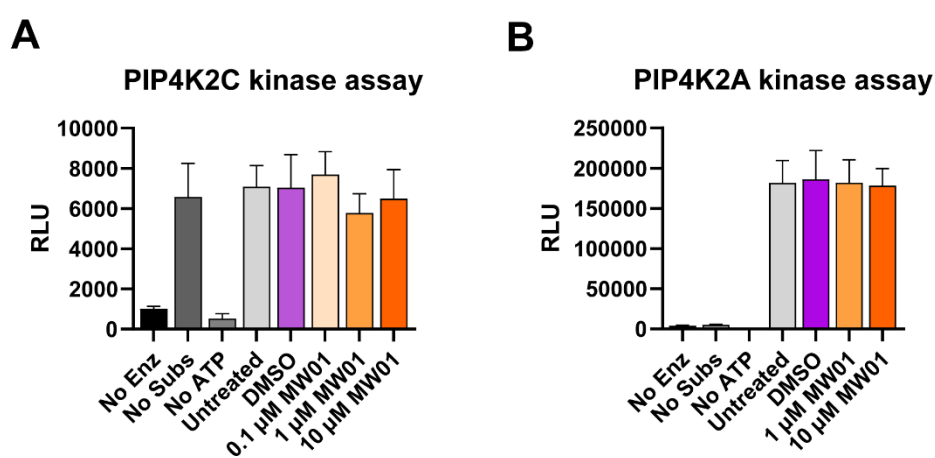 A
PIP4K2C kinase assay
RLU
10000
8000
6000
4000
2000
0
No Enz
No Subs
No ATP
Untreated
DMSO
0.1 µM MW01
1 µM MW01
10 µM MW01
B
PIP4K2A kinase assay
RLU
250000
200000
150000
100000
50000
0
No Enz
No Subs
No ATP
Untreated
DMSO
1 µM MW01
10 µM MW01